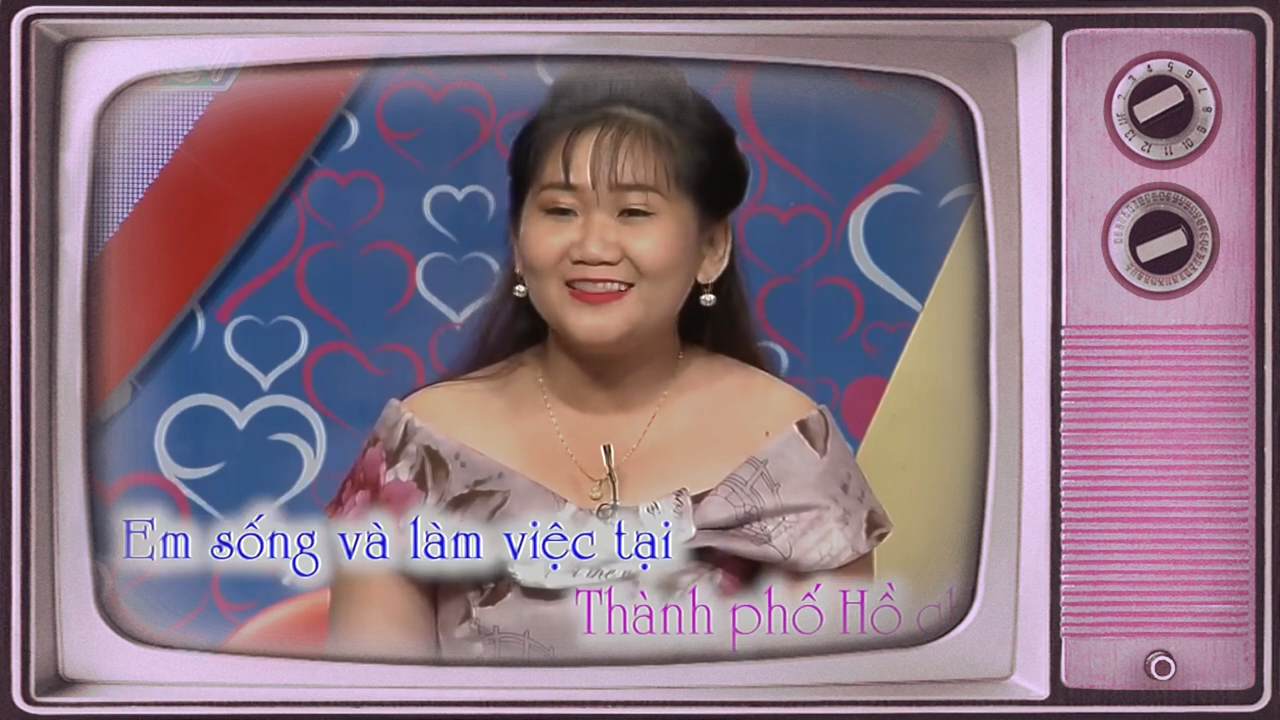 Em sống và làm việc tại
Thành phố Hồ